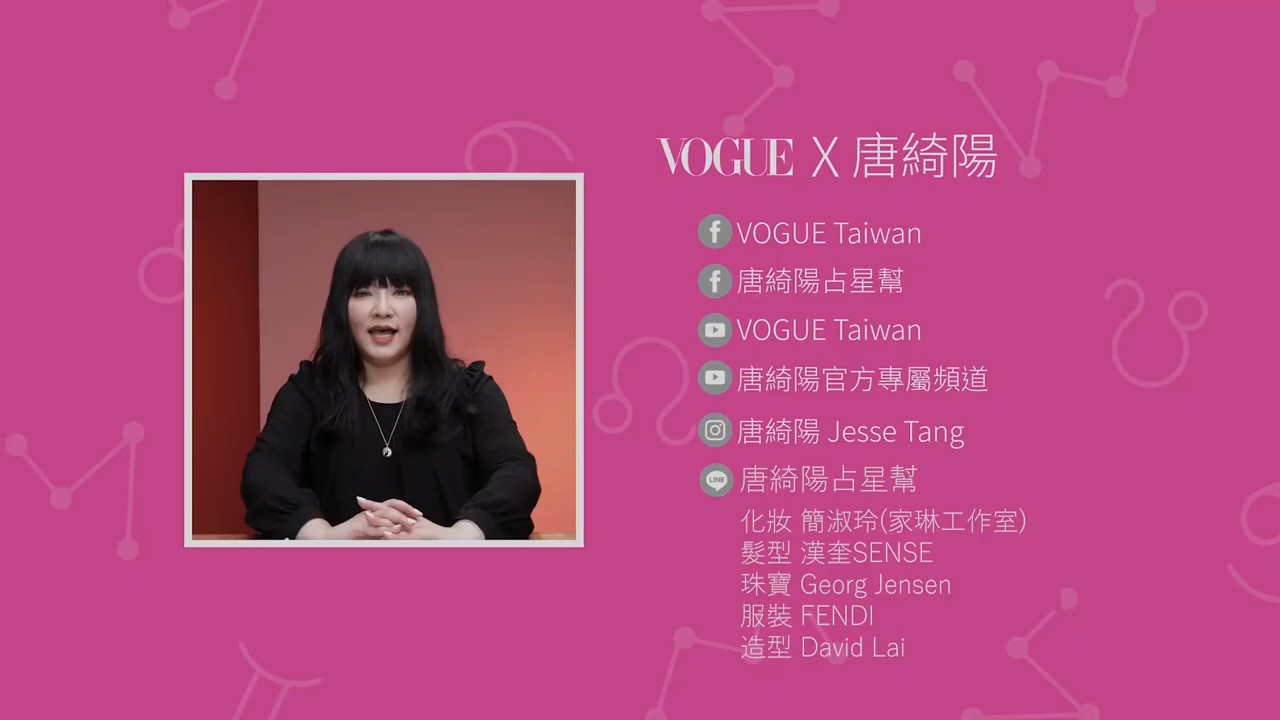 VOGUE X 唐綺陽
VOGUE Taiwan
唐綺陽占星幫
VOGUE Taiwan
唐綺陽官方專屬頻道
唐綺陽 Jesse Tang
LINE 唐綺陽占星幫
化妝 簡淑玲(家琳工作室)
髮型 漢奎SENSE
珠寶 Georg Jensen
服裝 FENDI
造型 David Lai